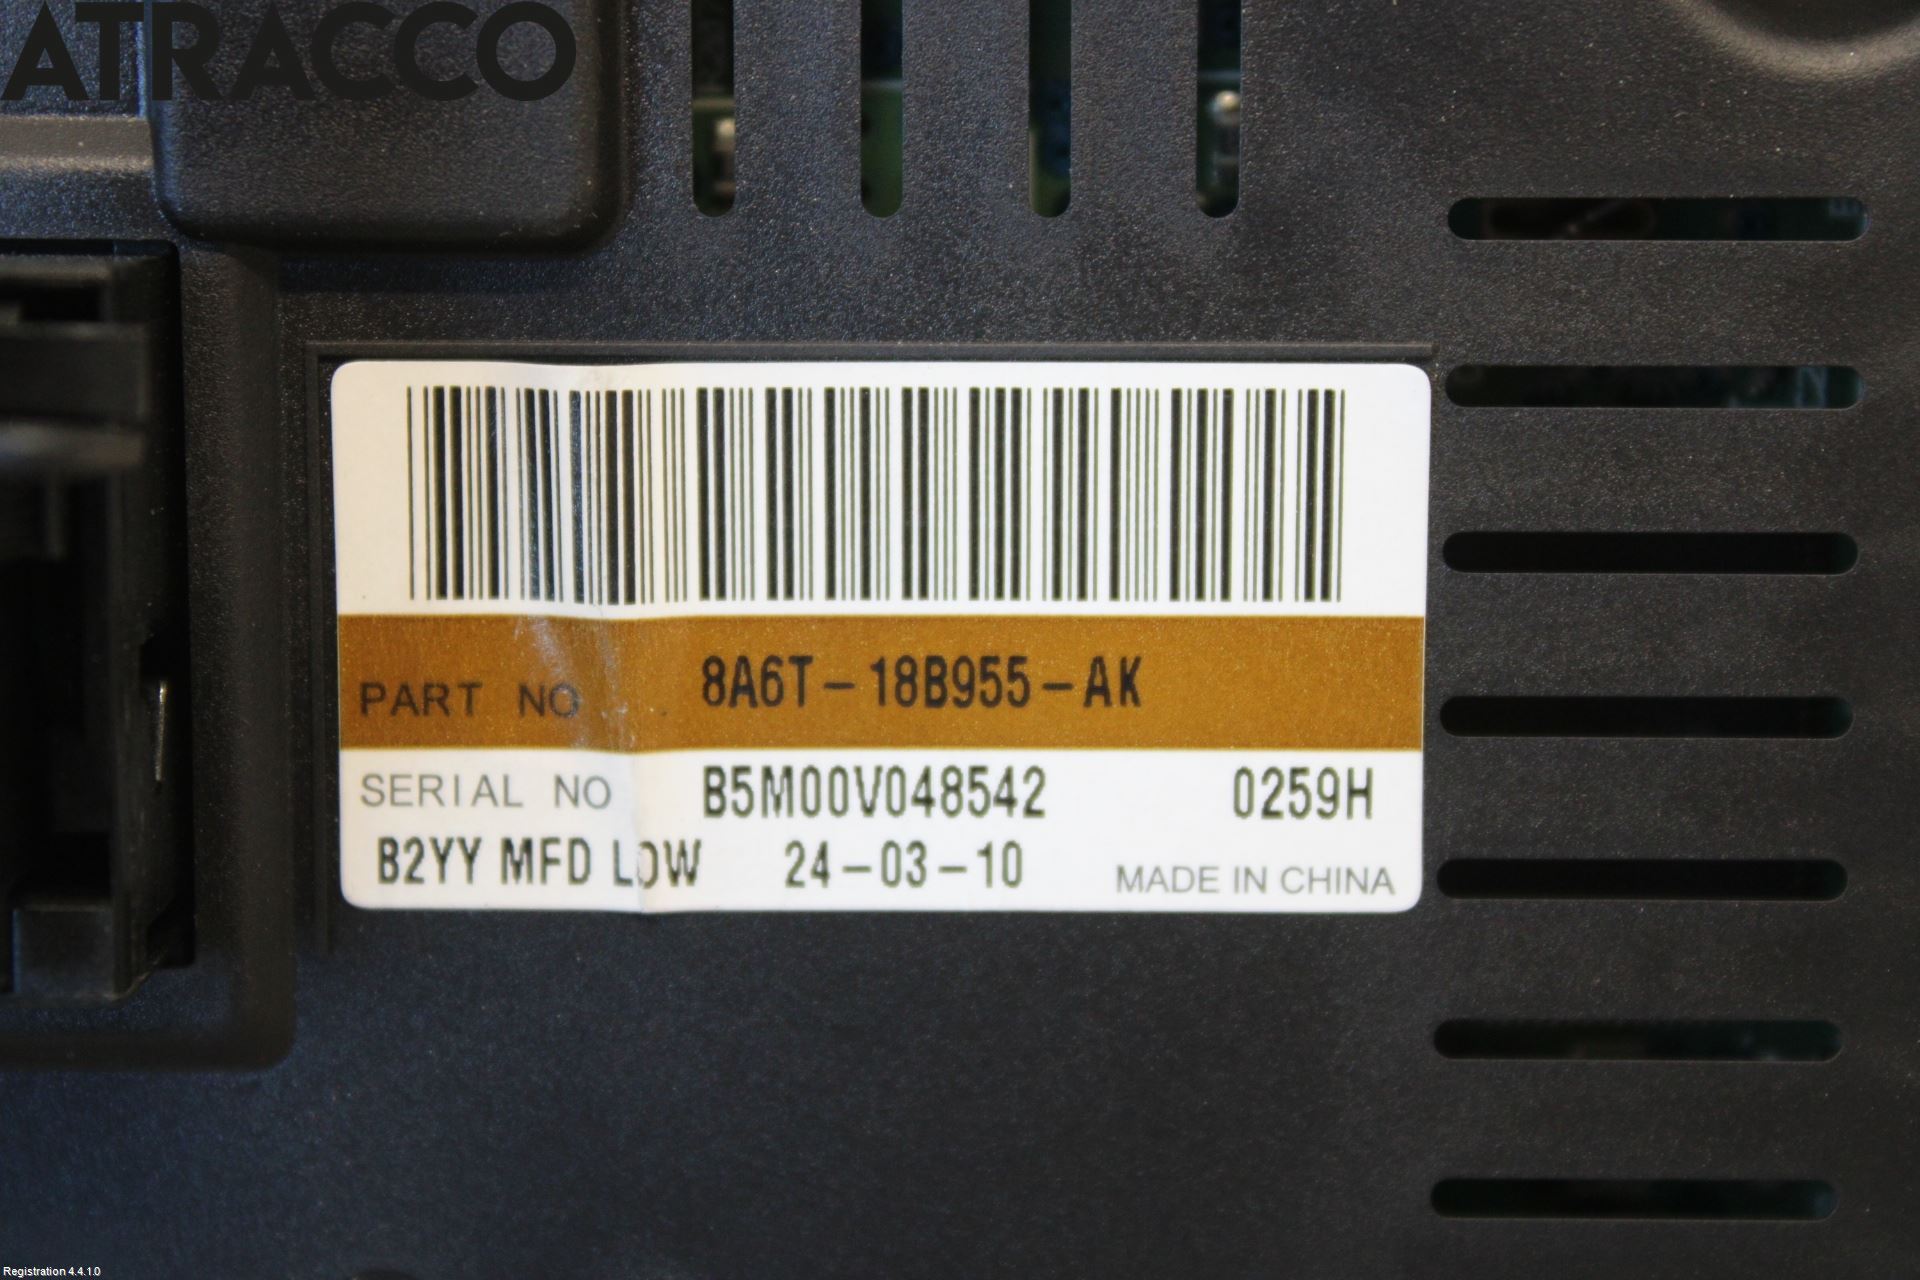 ATRACCO
PART NO 8A6T-18B955-AK
SERIAL NO B5M00V048542 0259H
B2YY MFD LOW 24-03-10 MADE IN CHINA
Registration 4.4.1.0